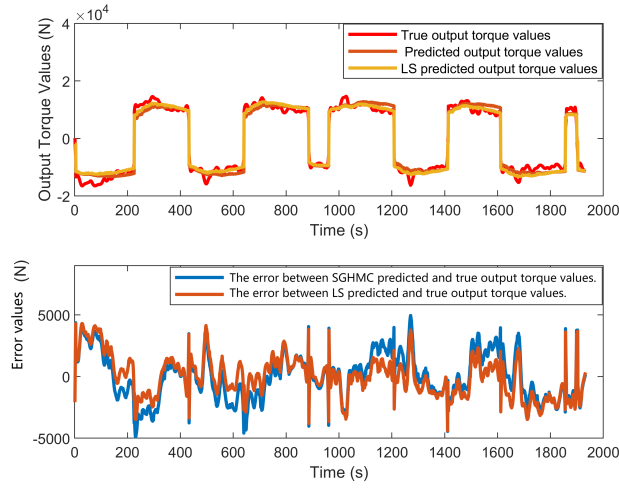 ×10⁴
4
2
0
-2
Output Torque Values (N)
True output torque values
Predicted output torque values
LS predicted output torque values
0 200 400 600 800 1000 1200 1400 1600 1800 2000
Time (s)
5000
0
-5000
Error values (N)
The error between SGHMC predicted and true output torque values.
The error between LS predicted and true output torque values.
0 200 400 600 800 1000 1200 1400 1600 1800 2000
Time (s)